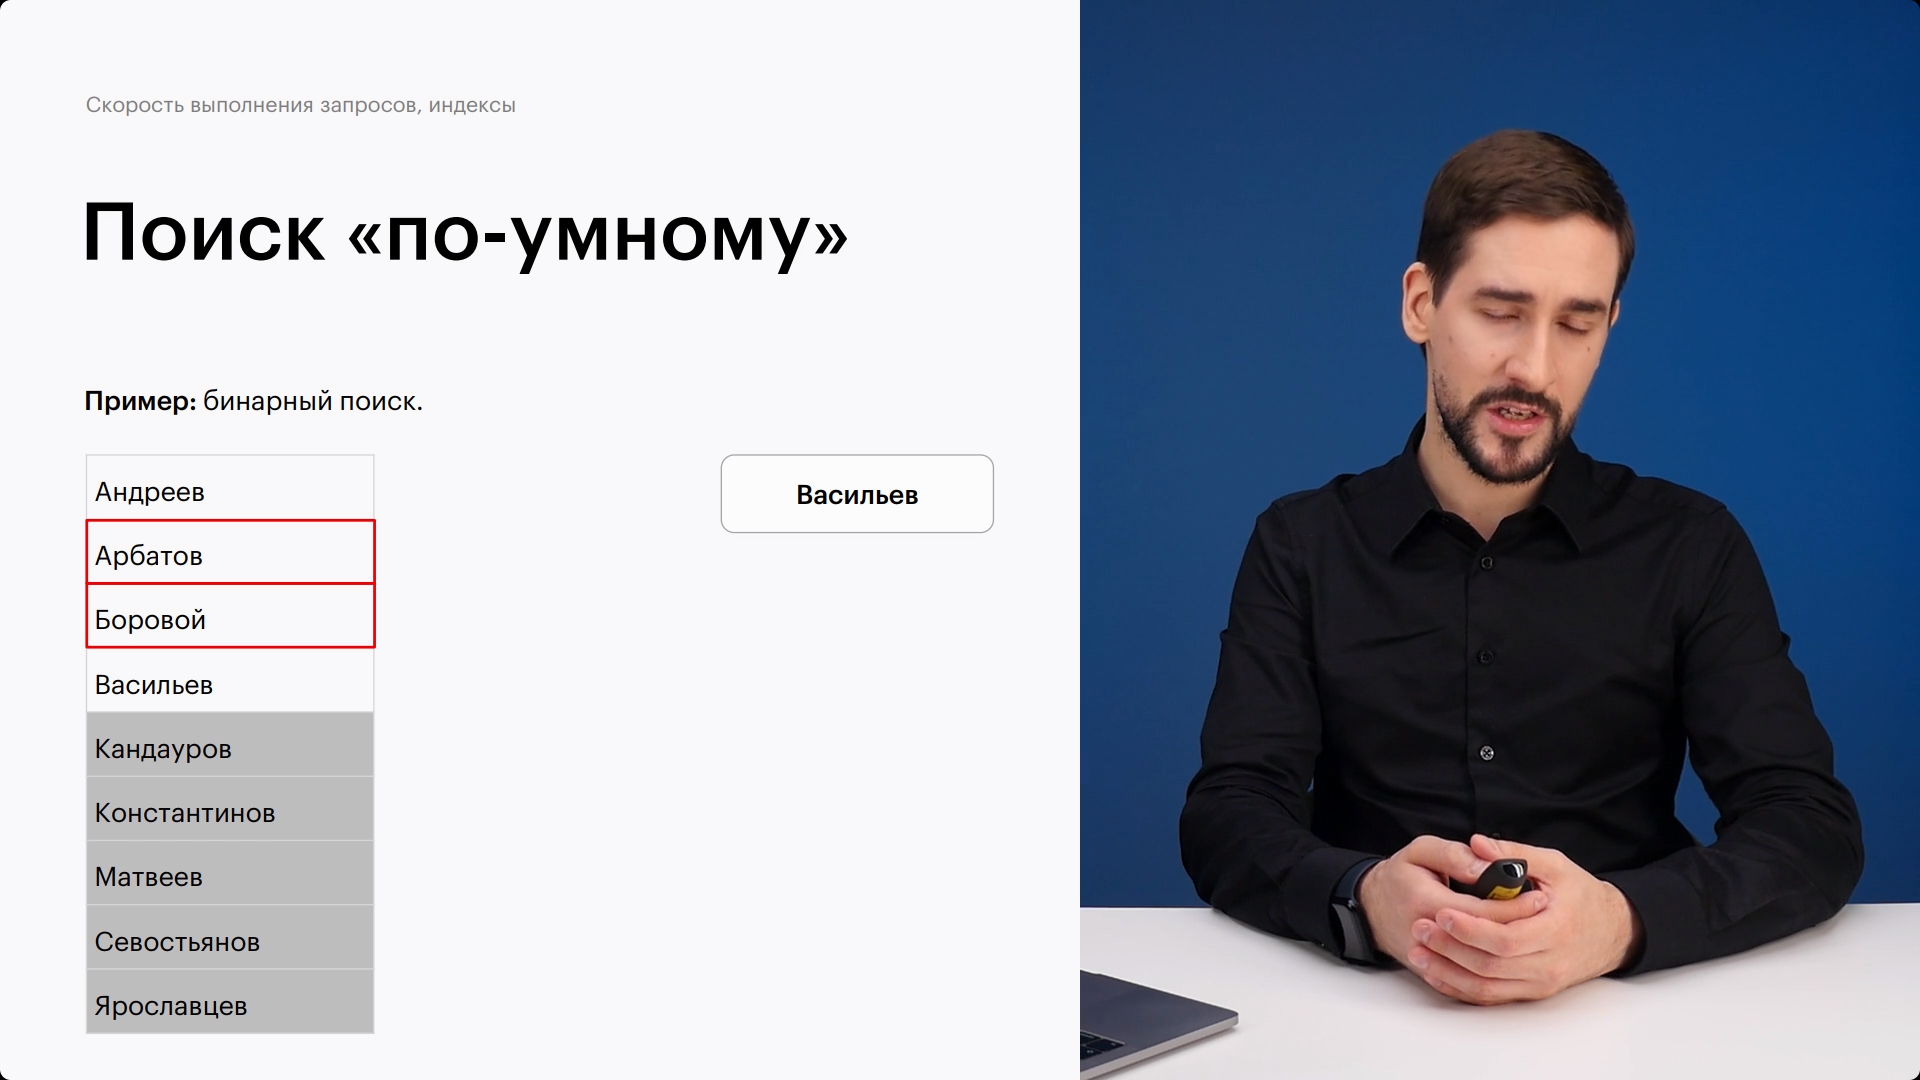 Скорость выполнения запросов, индексы
Поиск «по-умному»
Пример: бинарный поиск.
Андреев
Арбатов
Боровой
Васильев
Кандауров
Константинов
Матвеев
Севостьянов
Ярославцев
Васильев